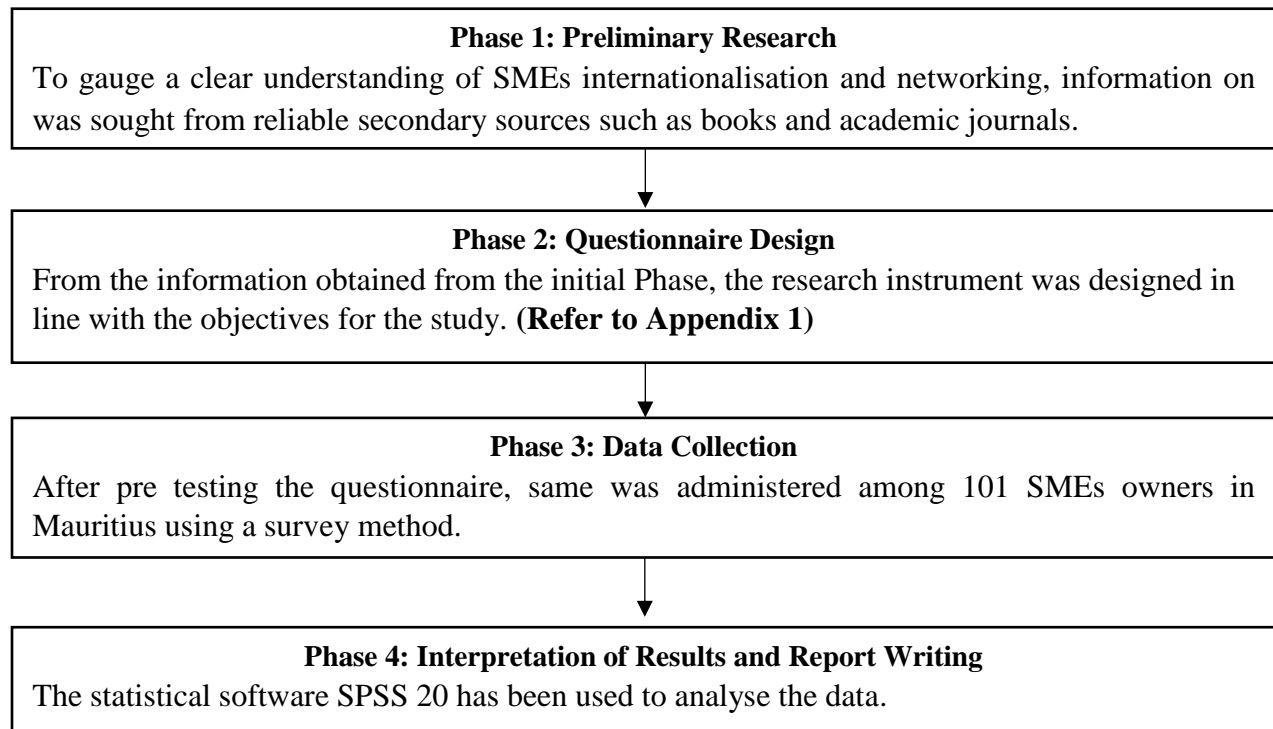 Phase 1: Preliminary Research
To gauge a clear understanding of SMEs internationalisation and networking, information on
was sought from reliable secondary sources such as books and academic journals.
Phase 2: Questionnaire Design
From the information obtained from the initial Phase, the research instrument was designed in
line with the objectives for the study. (Refer to Appendix 1)
Phase 3: Data Collection
After pre testing the questionnaire, same was administered among 101 SMEs owners in
Mauritius using a survey method.
Phase 4: Interpretation of Results and Report Writing
The statistical software SPSS 20 has been used to analyse the data.